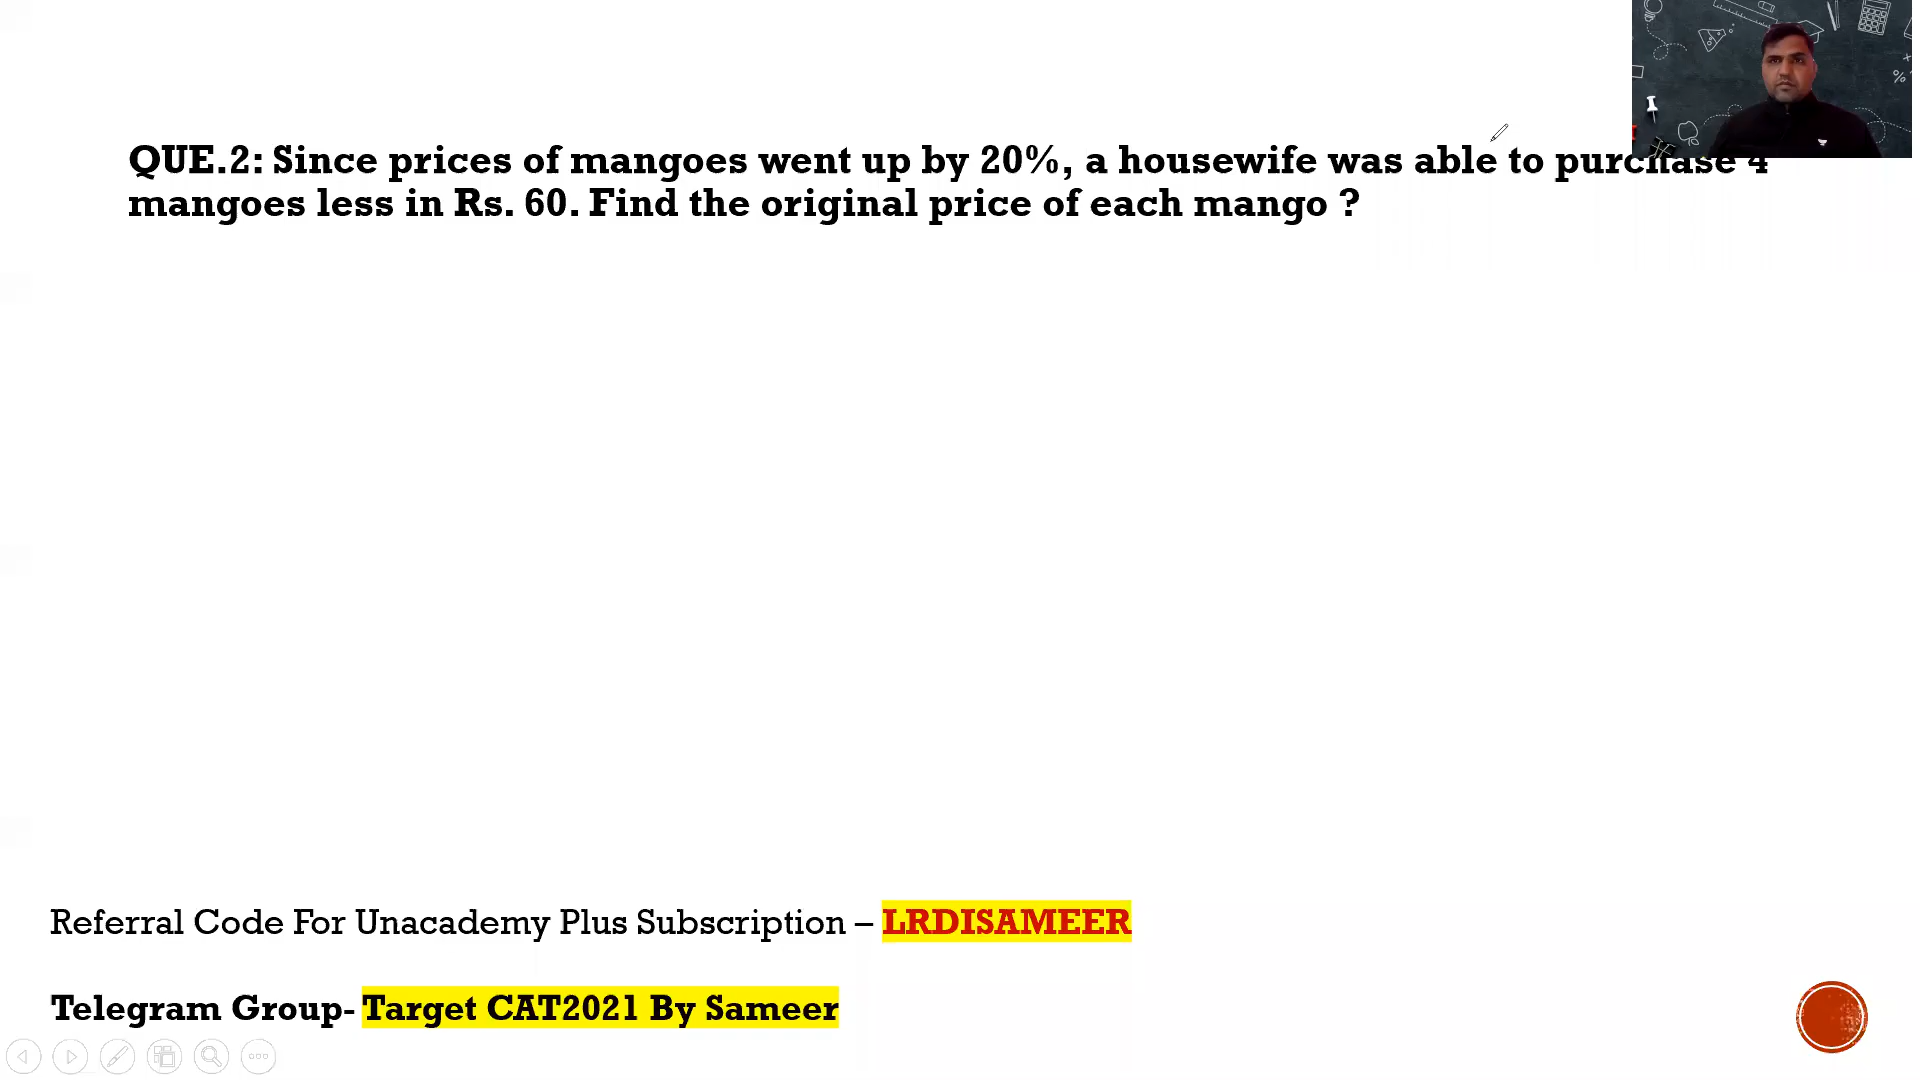 QUE.2: Since prices of mangoes went up by 20%, a housewife was able to purchase 4
mangoes less in Rs. 60. Find the original price of each mango ?
Referral Code For Unacademy Plus Subscription – LRDISAMEER
Telegram Group- Target CAT2021 By Sameer